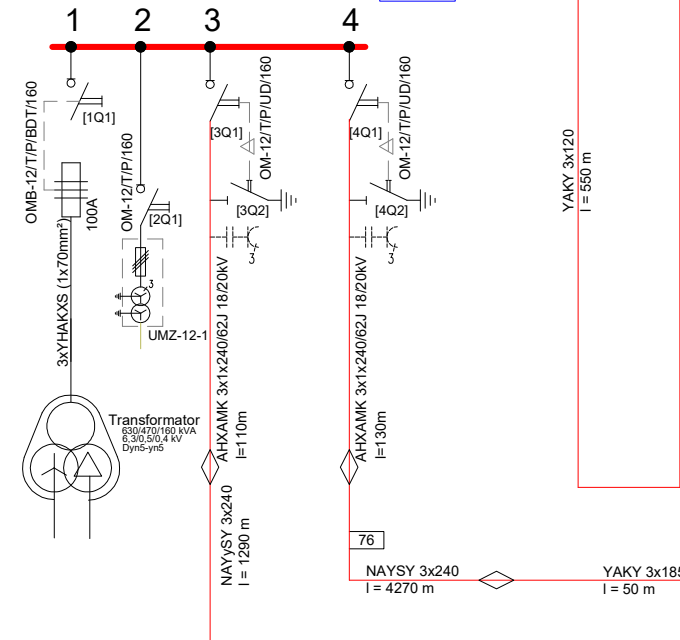 1
2
3
4
OMB-12/T/P/BDT/160
[1Q1]
100A
3xYHAKXS (1x70mm²)
Transformator
630/470/160 kVA
6,3/0,5/0,4 kV
Dyn5-yn5
OM-12/T/P/160
[2Q1]
3
UMZ-12-1
[3Q1]
OM-12/T/P/UD/160
[3Q2]
3
AHXAMK 3x1x240/62J 18/20kV
l=110m
NAYySY 3x240
l = 1290 m
[4Q1]
OM-12/T/P/UD/160
[4Q2]
3
AHXAMK 3x1x240/62J 18/20kV
l=130m
76
NAYSY 3x240
l = 4270 m
YAKY 3x120
l = 550 m
YAKY 3x185
l = 50 m